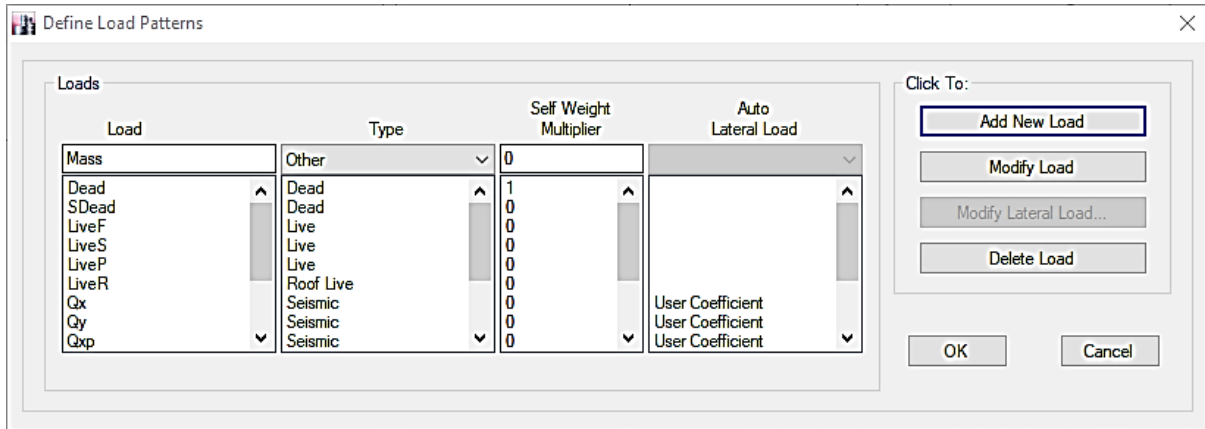 Define Load Patterns
Loads
Click To:
Load Type Self Weight Multiplier Auto Lateral Load
Mass Other 0
Dead Dead 1
SDead Dead 0
LiveF Live 0
LiveS Live 0
LiveP Live 0
LiveR Roof Live 0
Qx Seismic 0 User Coefficient
Qy Seismic 0 User Coefficient
Qxp Seismic 0 User Coefficient
Add New Load
Modify Load
Modify Lateral Load...
Delete Load
OK Cancel